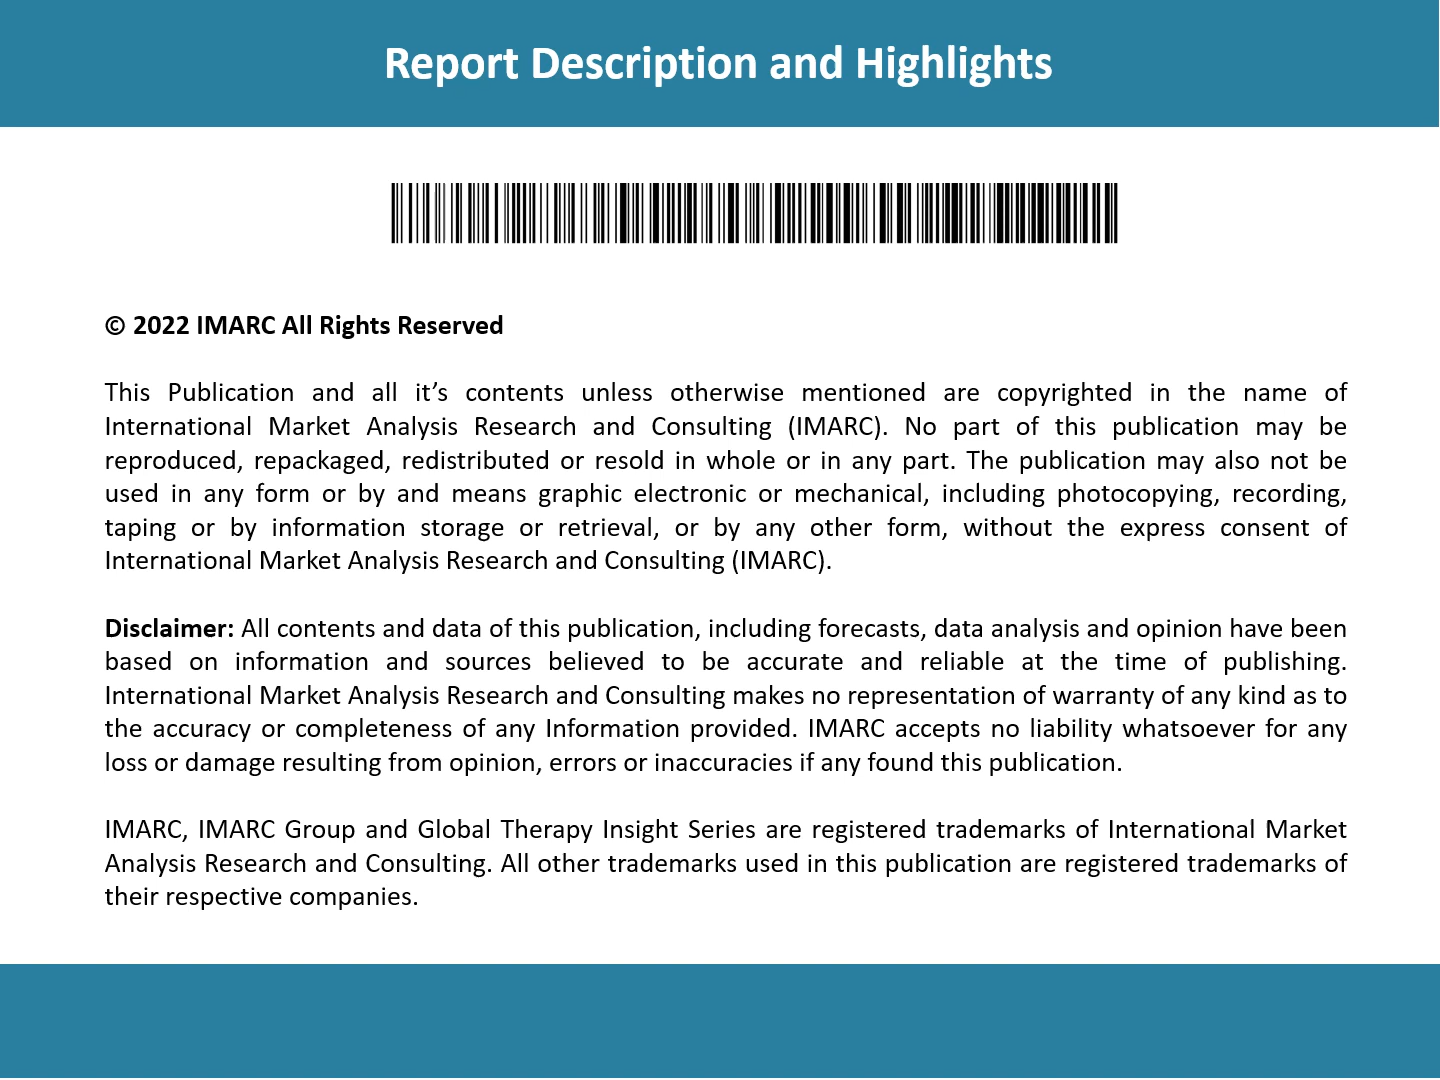 Report Description and Highlights
© 2022 IMARC All Rights Reserved
This Publication and all it’s contents unless otherwise mentioned are copyrighted in the name of
International Market Analysis Research and Consulting (IMARC). No part of this publication may be
reproduced, repackaged, redistributed or resold in whole or in any part. The publication may also not be
used in any form or by and means graphic electronic or mechanical, including photocopying, recording,
taping or by information storage or retrieval, or by any other form, without the express consent of
International Market Analysis Research and Consulting (IMARC).
Disclaimer: All contents and data of this publication, including forecasts, data analysis and opinion have been
based on information and sources believed to be accurate and reliable at the time of publishing.
International Market Analysis Research and Consulting makes no representation of warranty of any kind as to
the accuracy or completeness of any Information provided. IMARC accepts no liability whatsoever for any
loss or damage resulting from opinion, errors or inaccuracies if any found this publication.
IMARC, IMARC Group and Global Therapy Insight Series are registered trademarks of International Market
Analysis Research and Consulting. All other trademarks used in this publication are registered trademarks of
their respective companies.